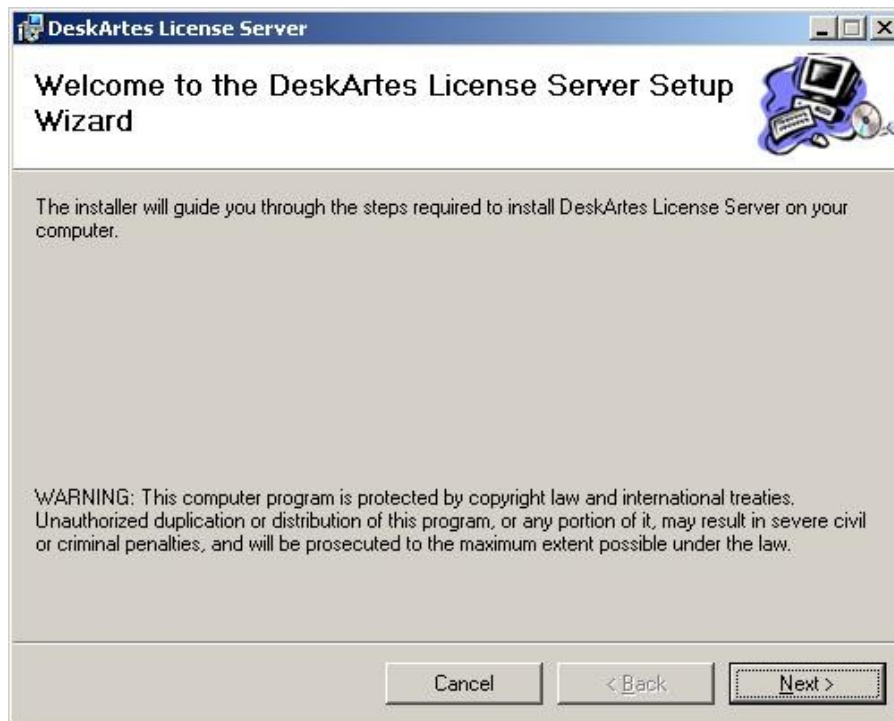 DeskArtes License Server
Welcome to the DeskArtes License Server Setup
Wizard
The installer will guide you through the steps required to install DeskArtes License Server on your
computer.
WARNING: This computer program is protected by copyright law and international treaties.
Unauthorized duplication or distribution of this program, or any portion of it, may result in severe civil
or criminal penalties, and will be prosecuted to the maximum extent possible under the law.
Cancel < Back Next >